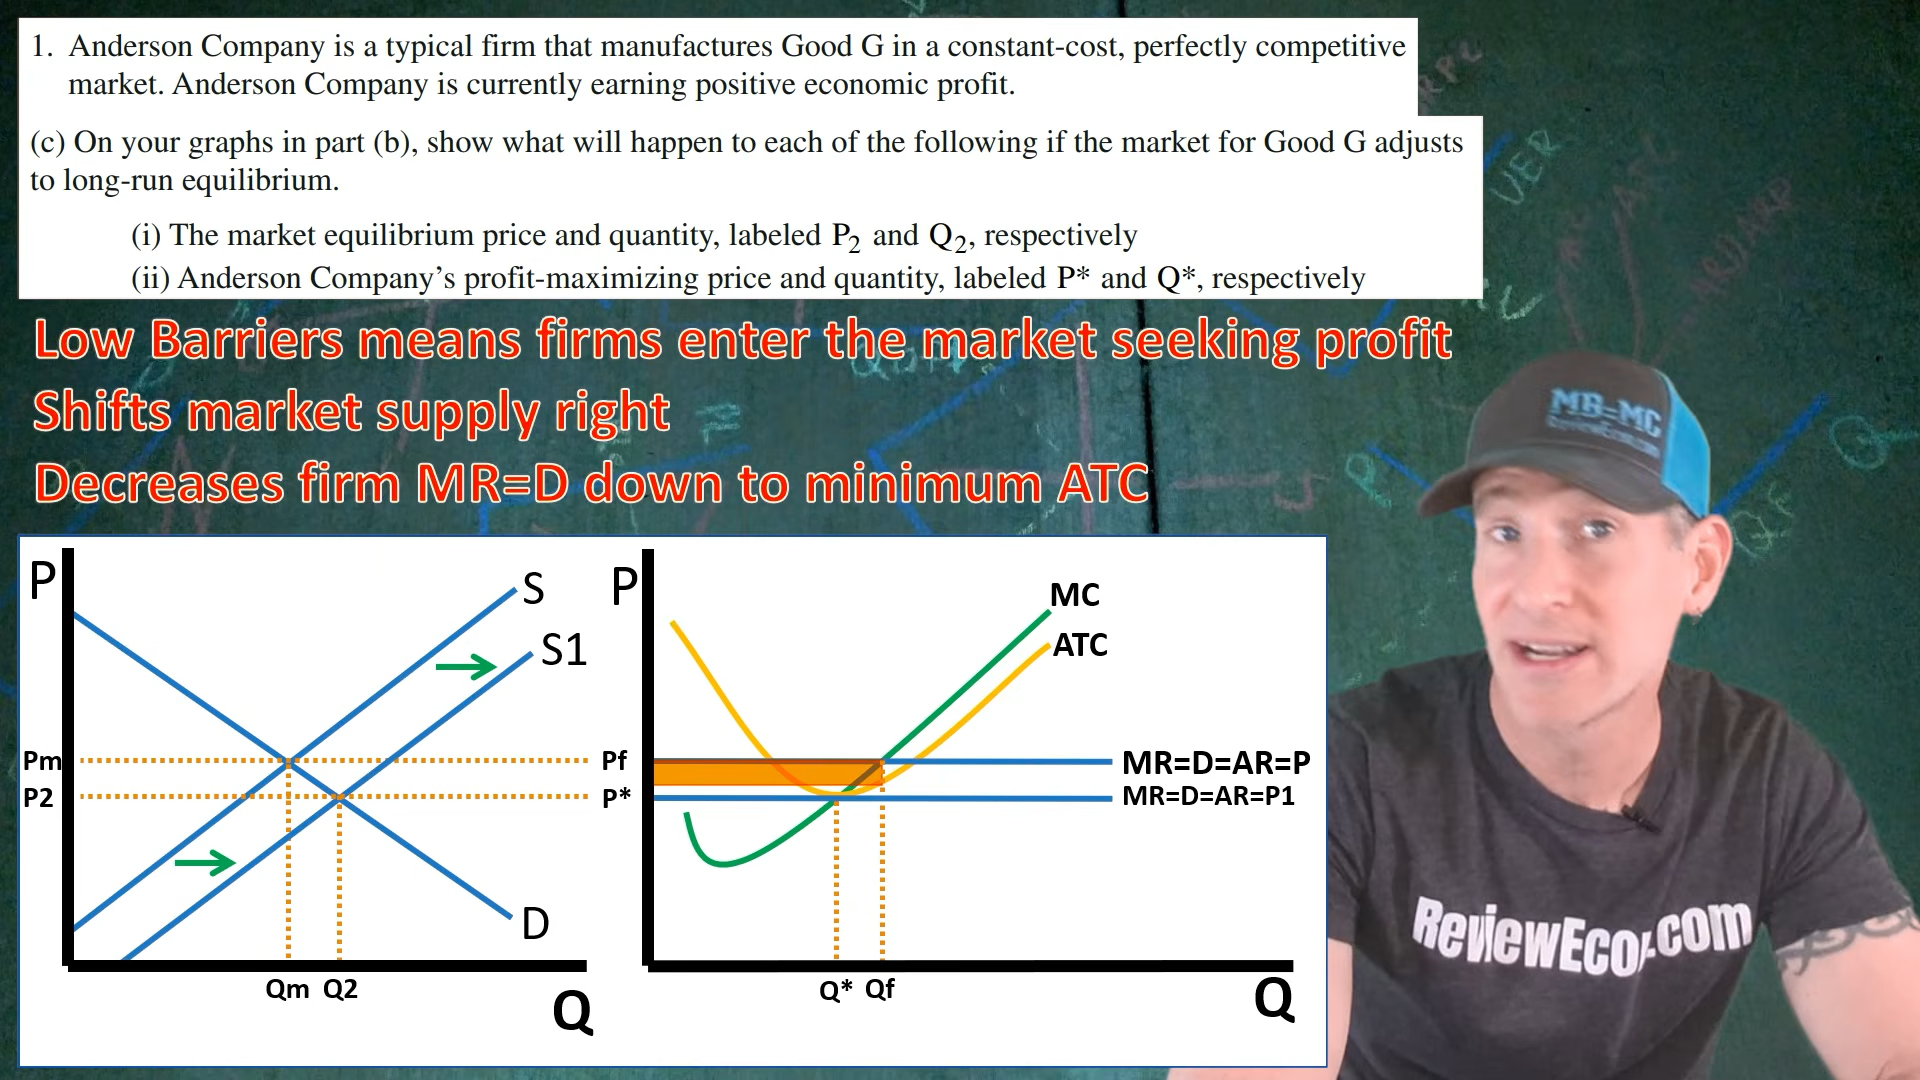 1. Anderson Company is a typical firm that manufactures Good G in a constant-cost, perfectly competitive
market. Anderson Company is currently earning positive economic profit.
(c) On your graphs in part (b), show what will happen to each of the following if the market for Good G adjusts
to long-run equilibrium.
(i) The market equilibrium price and quantity, labeled P₂ and Q₂, respectively
(ii) Anderson Company's profit-maximizing price and quantity, labeled P* and Q*, respectively
Low Barriers means firms enter the market seeking profit
Shifts market supply right
Decreases firm MR=D down to minimum ATC
P
S
S1
Pm
P2
D
Qm Q2
Q
P
MC
ATC
Pf
MR=D=AR=P
P*
MR=D=AR=P1
Q* Qf
Q
MB=MC
ReviewEcon.com
VER